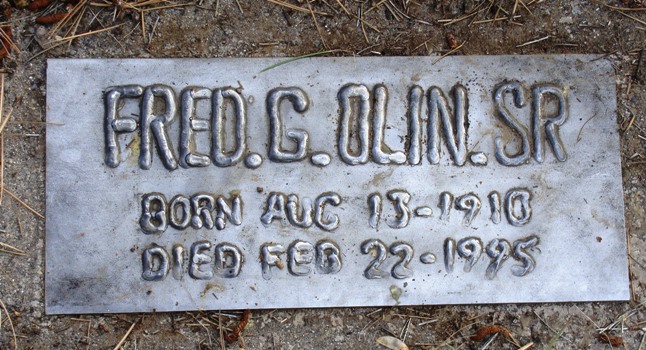 FRED. G. OLIN. SR
BORN AUG 13-1910
DIED FEB 22-1995